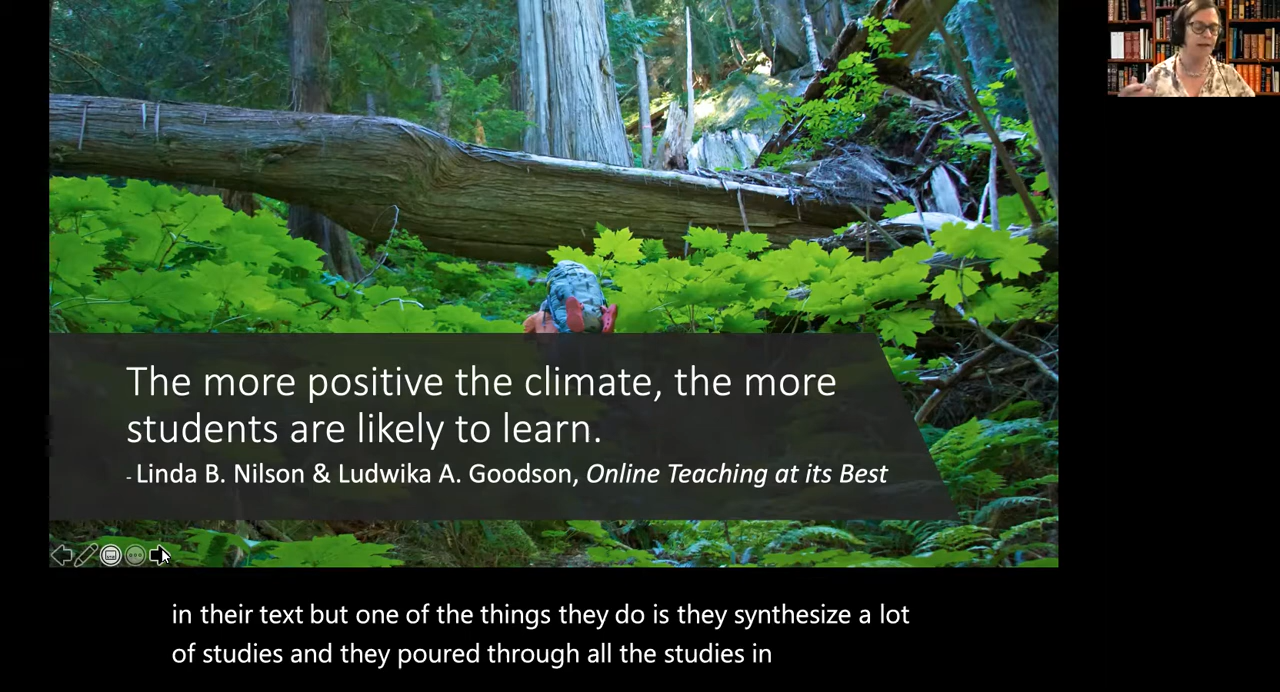 The more positive the climate, the more
students are likely to learn.
- Linda B. Nilson & Ludwika A. Goodson, Online Teaching at its Best
in their text but one of the things they do is they synthesize a lot
of studies and they poured through all the studies in